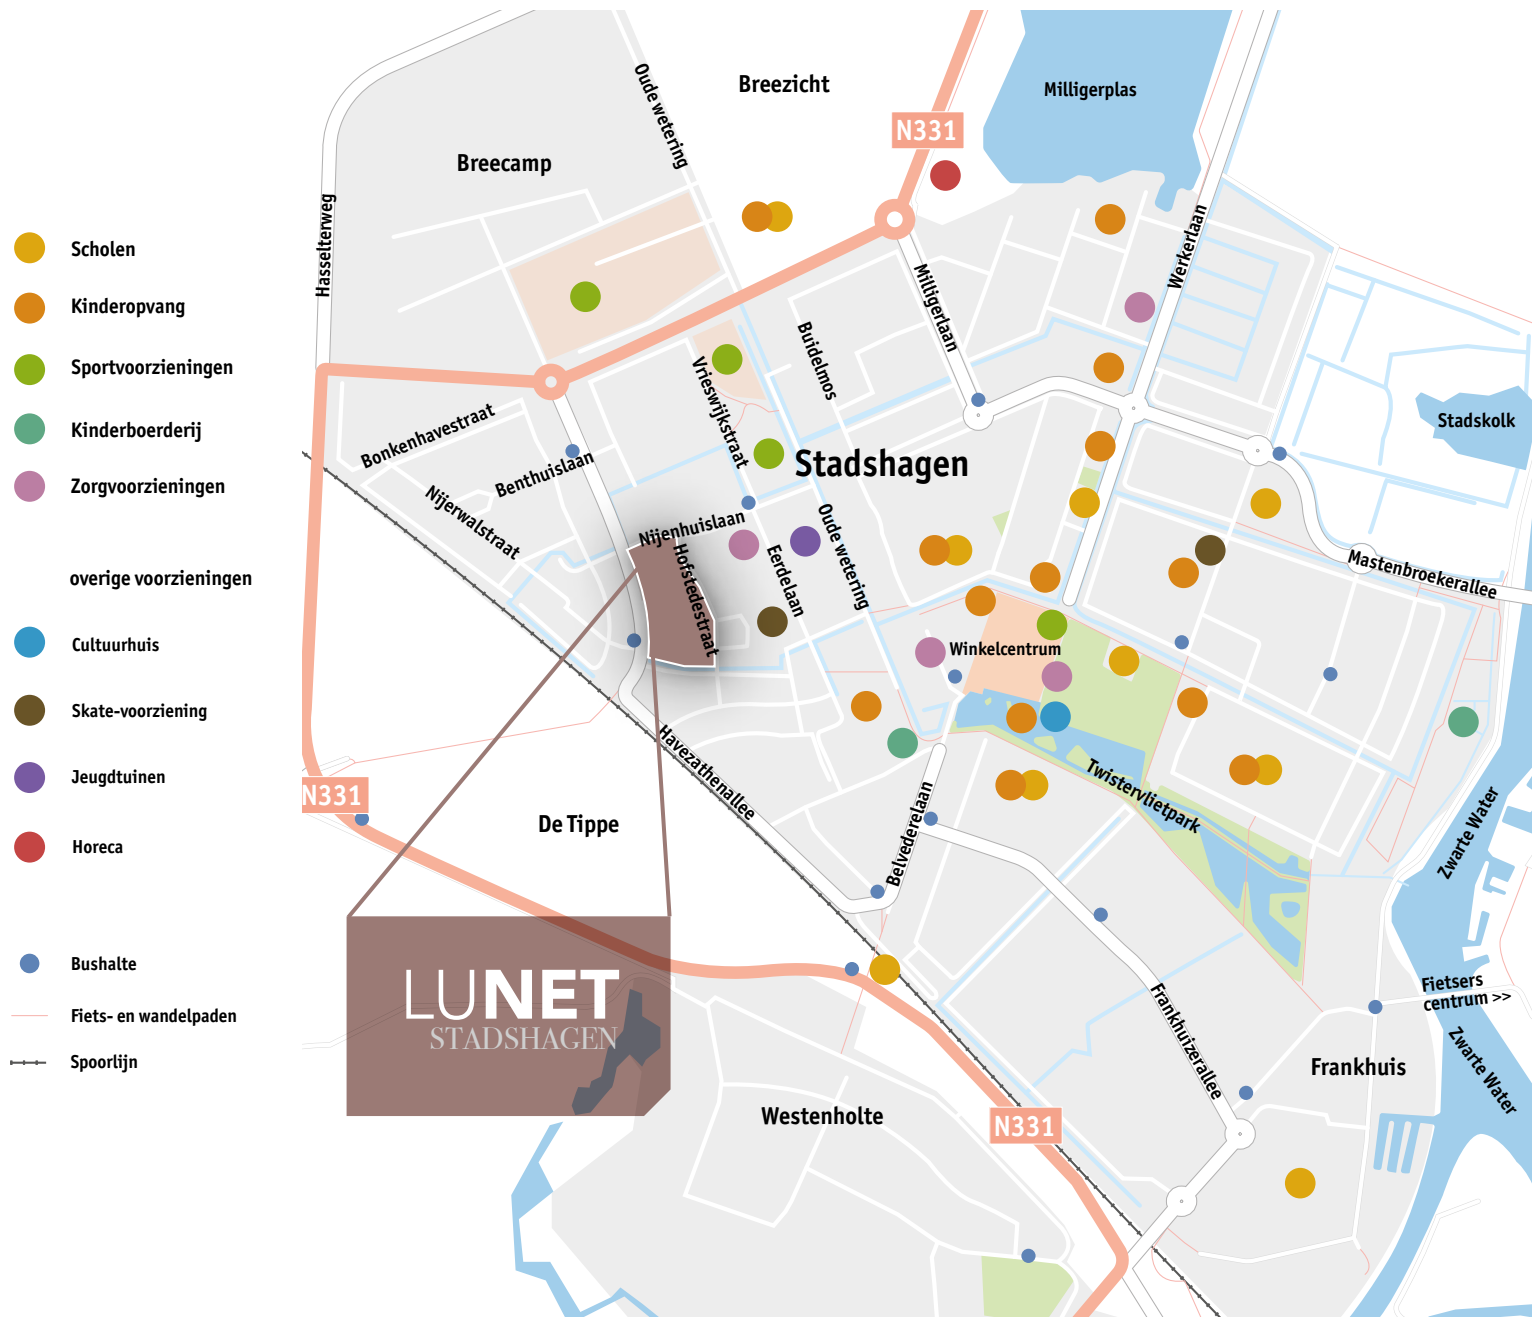 Scholen
Kinderopvang
Sportvoorzieningen
Kinderboerderij
Zorgvoorzieningen
overige voorzieningen
Cultuurhuis
Skate-voorziening
Jeugdtuinen
Horeca
Bushalte
Fiets- en wandelpaden
Spoorlijn
Breezicht
Milligerplas
Oude wetering
N331
Breecamp
Hasselterweg
Werkerlaan
Milligerlaan
Buidelmos
Vrieswijkstraat
Stadskolk
Bonkenhavestraat
Benthuislaan
Stadshagen
Nijerwalstraat
Nijenhuislaan
Oude wetering
Hofstedestraat
Eerdelaan
Mastenbroekerallee
Winkelcentrum
Havezathenallee
Twistervlietpark
N331
De Tippe
Belvederelaan
Zwarte Water
LUNET
STADSHAGEN
Fietsers
centrum >>
Frankhuizerallee
Zwarte Water
Frankhuis
Westenholte
N331